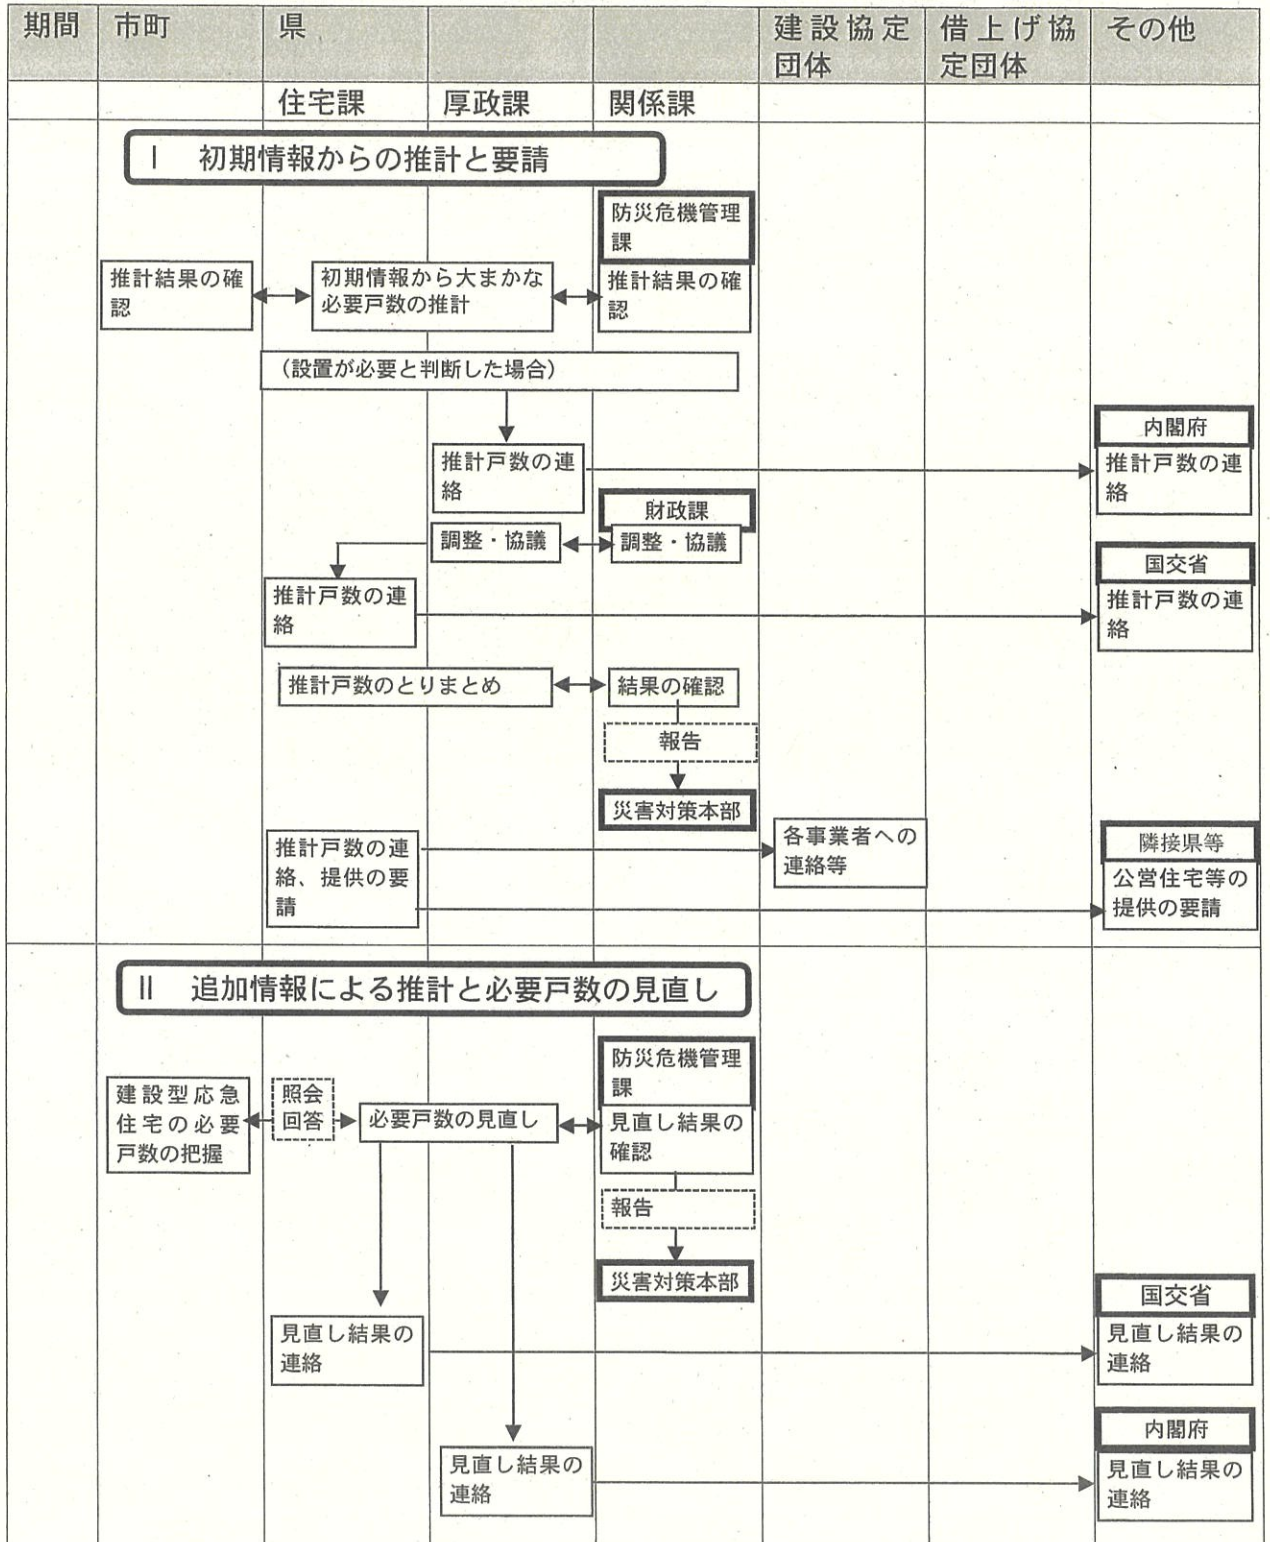 期間
市町
県
建設協定
団体
借上げ協
定団体
その他
住宅課
厚政課
関係課
Ⅰ 初期情報からの推計と要請
防災危機管理
課
推計結果の確
認
初期情報から大まかな
必要戸数の推計
推計結果の確
認
（設置が必要と判断した場合）
内閣府
推計戸数の連
絡
推計戸数の連
絡
財政課
調整・協議
調整・協議
国交省
推計戸数の連
絡
推計戸数の連
絡
推計戸数のとりまとめ
結果の確認
報告
災害対策本部
推計戸数の連
絡、提供の要
請
各事業者への
連絡等
隣接県等
公営住宅等の
提供の要請
Ⅱ 追加情報による推計と必要戸数の見直し
防災危機管理
課
建設型応急
住宅の必要
戸数の把握
照会
回答
必要戸数の見直し
見直し結果の
確認
報告
災害対策本部
国交省
見直し結果の
連絡
見直し結果の
連絡
内閣府
見直し結果の
連絡
見直し結果の
連絡